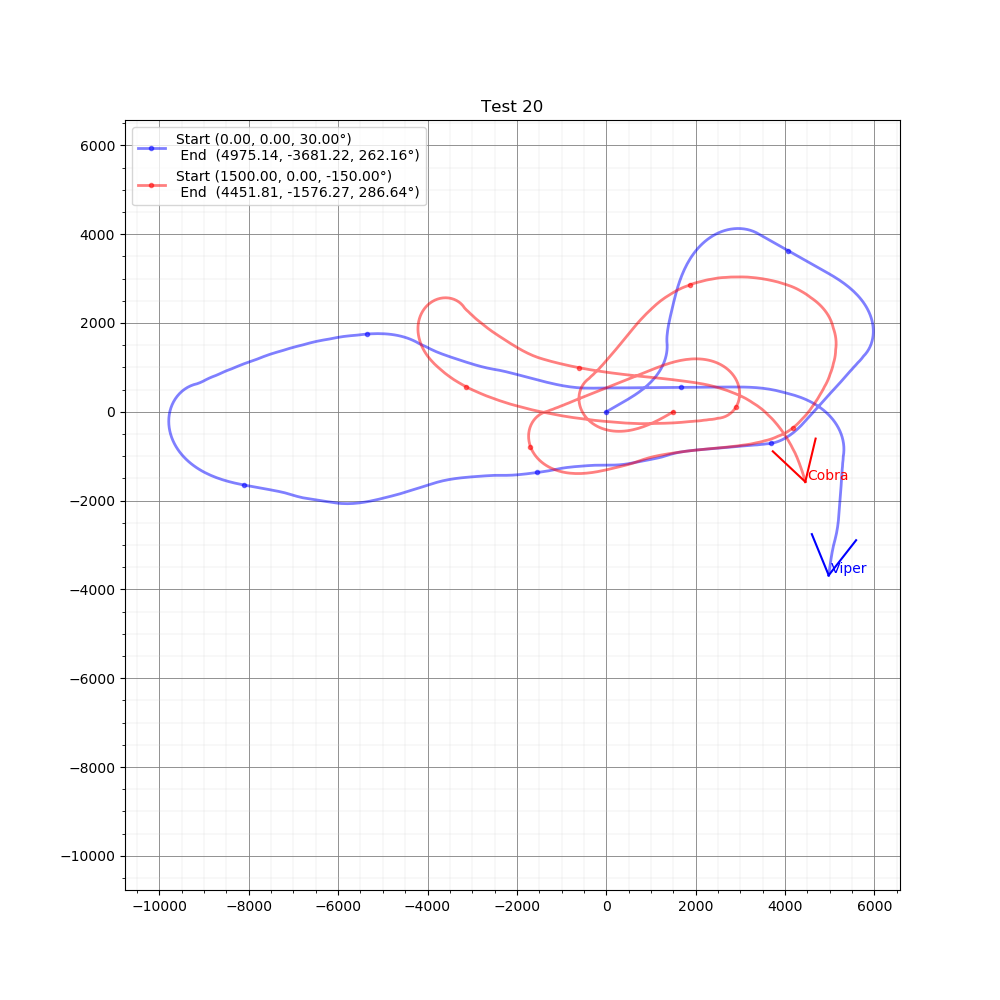 Test 20
Start (0.00, 0.00, 30.00°)
End  (4975.14, -3681.22, 262.16°)
Start (1500.00, 0.00, -150.00°)
End  (4451.81, -1576.27, 286.64°)
6000
4000
2000
0
−2000
−4000
−6000
−8000
−10000
Cobra
Viper
−10000 −8000 −6000 −4000 −2000 0 2000 4000 6000